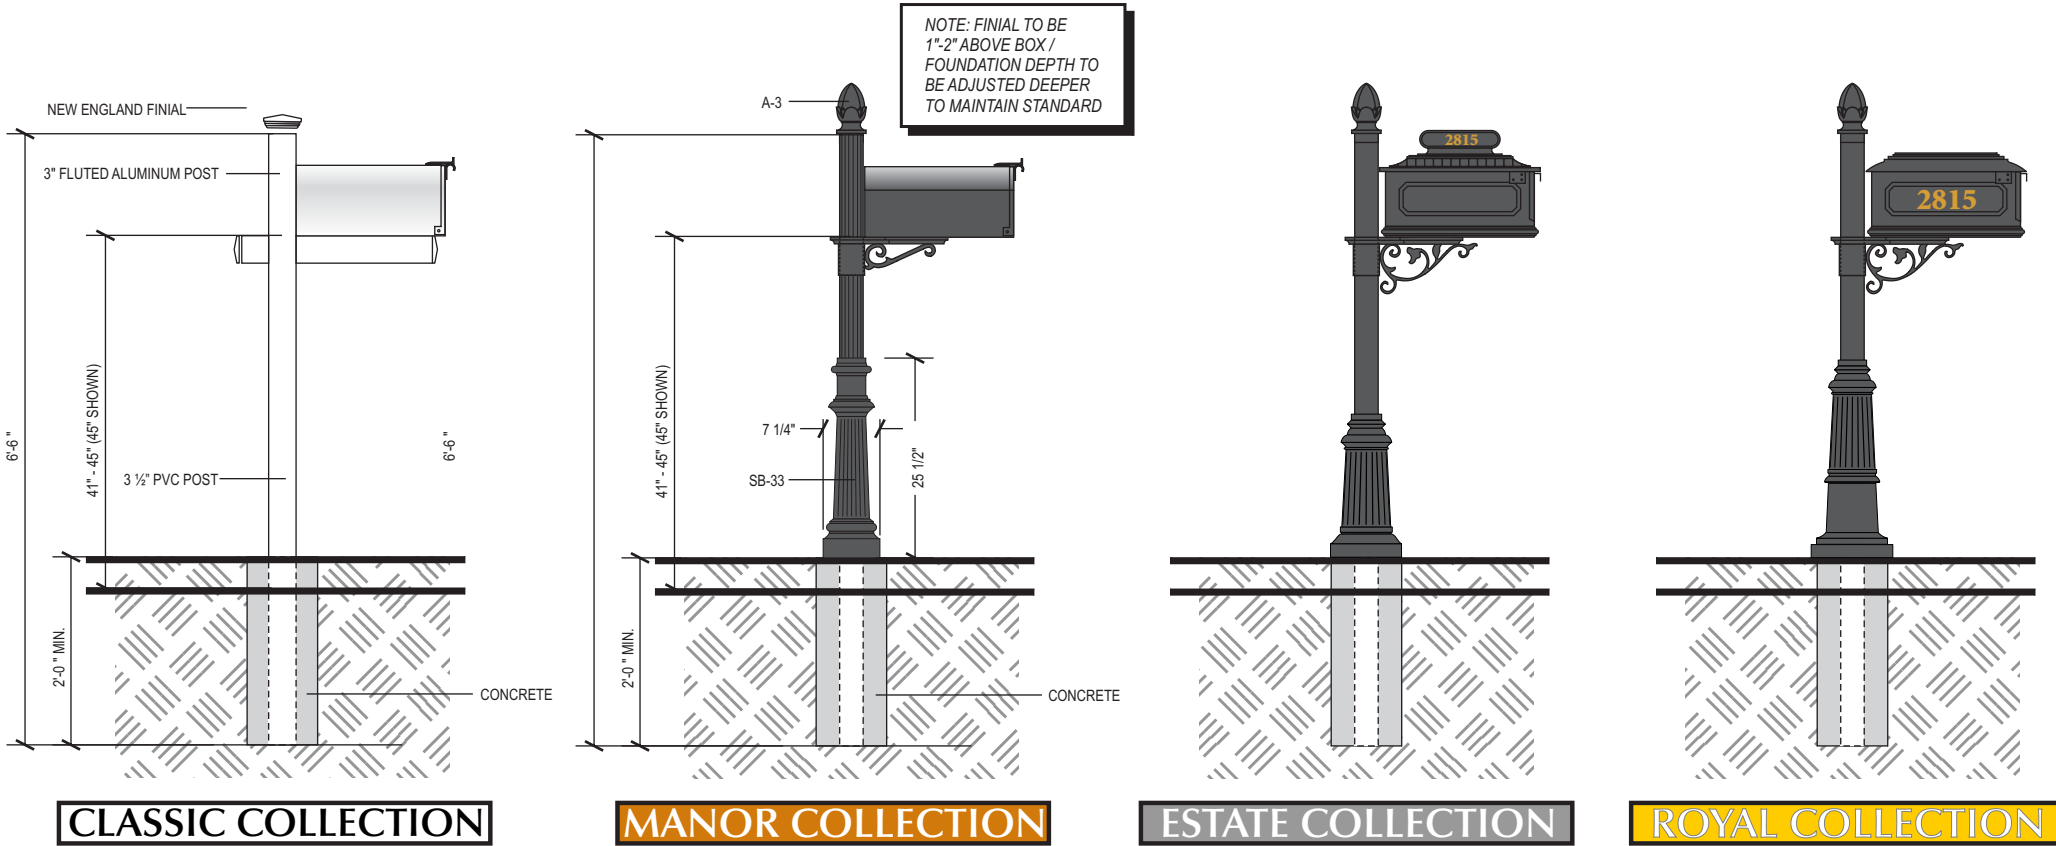 NOTE: FINIAL TO BE
1"-2" ABOVE BOX /
FOUNDATION DEPTH TO
BE ADJUSTED DEEPER
TO MAINTAIN STANDARD
NEW ENGLAND FINIAL
3" FLUTED ALUMINUM POST
6'-6 "
41" - 45" (45" SHOWN)
3 ½" PVC POST
2'-0 " MIN.
CONCRETE
CLASSIC COLLECTION
6'-6 "
A-3
41" - 45" (45" SHOWN)
7 1/4"
SB-33
25 1/2"
2'-0 " MIN.
CONCRETE
MANOR COLLECTION
2815
ESTATE COLLECTION
2815
ROYAL COLLECTION